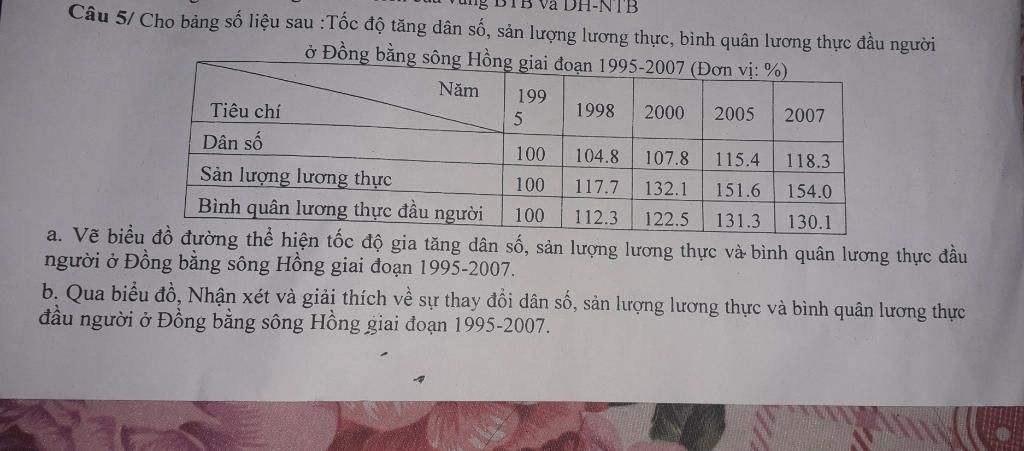 BTB và DH-NTB
Câu 5/ Cho bảng số liệu sau :Tốc độ tăng dân số, sản lượng lương thực, bình quân lương thực đầu người
ở Đồng bằng sông Hồng giai đoạn 1995-2007 (Đơn vị: %)
Năm
Tiêu chí
199
5
1998 2000 2005 2007
Dân số 100 104.8 107.8 115.4 118.3
Sản lượng lương thực 100 117.7 132.1 151.6 154.0
Bình quân lương thực đầu người 100 112.3 122.5 131.3 130.1
a. Vẽ biểu đồ đường thể hiện tốc độ gia tăng dân số, sản lượng lương thực và bình quân lương thực đầu
người ở Đồng bằng sông Hồng giai đoạn 1995-2007.
b. Qua biểu đồ, Nhận xét và giải thích về sự thay đổi dân số, sản lượng lương thực và bình quân lương thực
đầu người ở Đồng bằng sông Hồng giai đoạn 1995-2007.